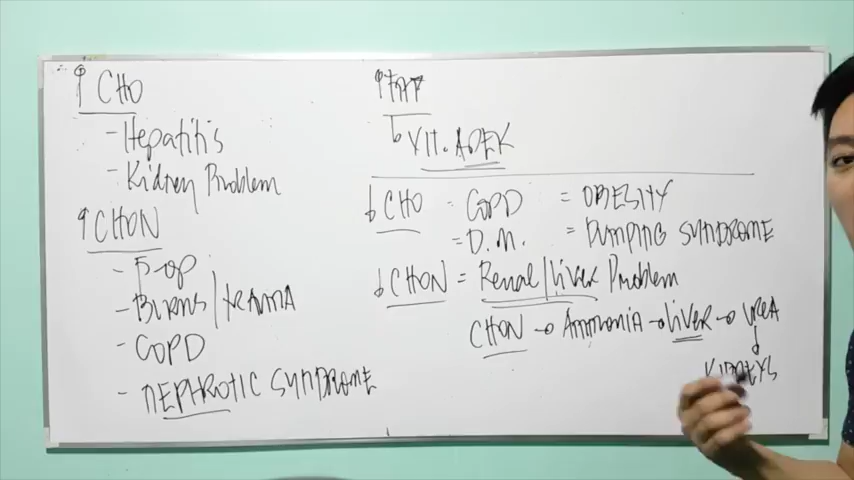 ↑ CHO
- Hepatitis
- Kidney Problem
↑ CHON
- P-op
- BURNS / TRAUMA
- COPD
- NEPHROTIC SYNDROME
↑ FAT
↳ VIT. ADEK
↓ CHO = COPD = OBESITY
= D.M. = DUMPING SYNDROME
↓ CHON = Renal/Liver Problem
CHON → Ammonia → Liver → UREA
↓
KIDNEYS